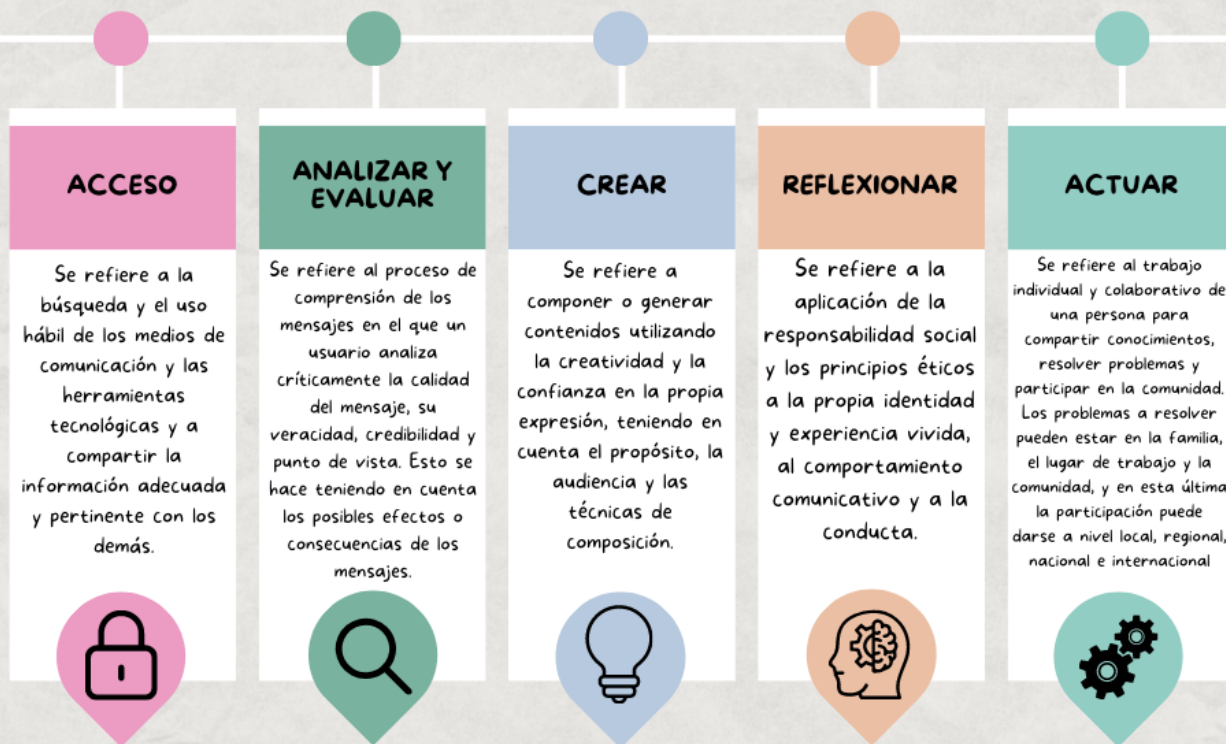 ACCESO
Se refiere a la
búsqueda y el uso
hábil de los medios de
comunicación y las
herramientas
tecnológicas y a
compartir la
información adecuada
y pertinente con los
demás.
ANALIZAR Y
EVALUAR
Se refiere al proceso de
comprensión de los
mensajes en el que un
usuario analiza
críticamente la calidad
del mensaje, su
veracidad, credibilidad y
punto de vista. Esto se
hace teniendo en cuenta
los posibles efectos o
consecuencias de los
mensajes.
CREAR
Se refiere a
componer o generar
contenidos utilizando
la creatividad y la
confianza en la propia
expresión, teniendo en
cuenta el propósito, la
audiencia y las
técnicas de
composición.
REFLEXIONAR
Se refiere a la
aplicación de la
responsabilidad social
y los principios éticos
a la propia identidad
y experiencia vivida,
al comportamiento
comunicativo y a la
conducta.
ACTUAR
Se refiere al trabajo
individual y colaborativo de
una persona para
compartir conocimientos,
resolver problemas y
participar en la comunidad.
Los problemas a resolver
pueden estar en la familia,
el lugar de trabajo y la
comunidad, y en esta última
la participación puede
darse a nivel local, regional,
nacional e internacional